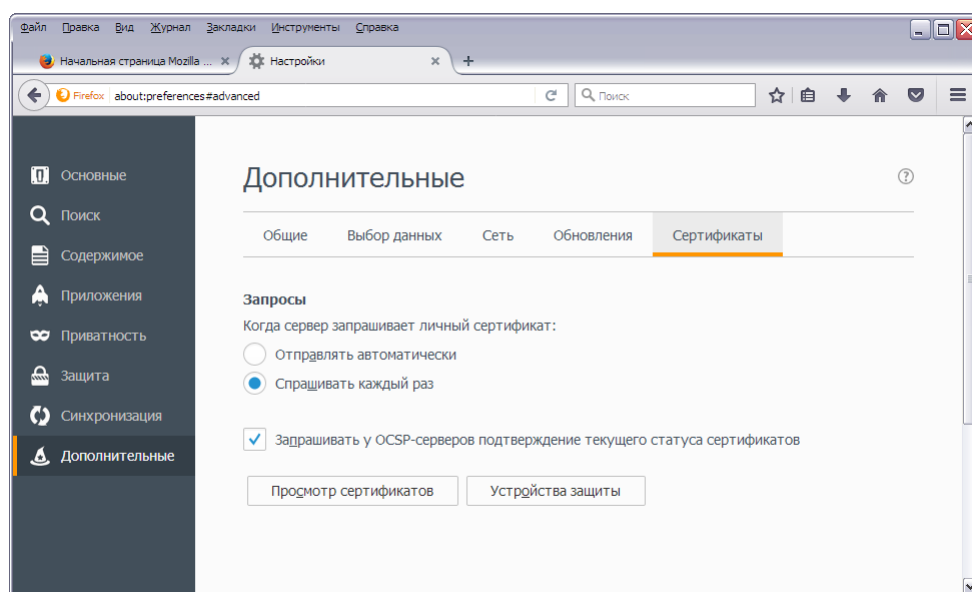 Файл Правка Вид Журнал Закладки Инструменты Справка
Начальная страница Mozilla ... Настройки
Firefox about:preferences#advanced Поиск
Основные
Поиск
Содержимое
Приложения
Приватность
Защита
Синхронизация
Дополнительные
Дополнительные
Общие Выбор данных Сеть Обновления Сертификаты
Запросы
Когда сервер запрашивает личный сертификат:
Отправлять автоматически
Спрашивать каждый раз
Запрашивать у OCSP-серверов подтверждение текущего статуса сертификатов
Просмотр сертификатов Устройства защиты